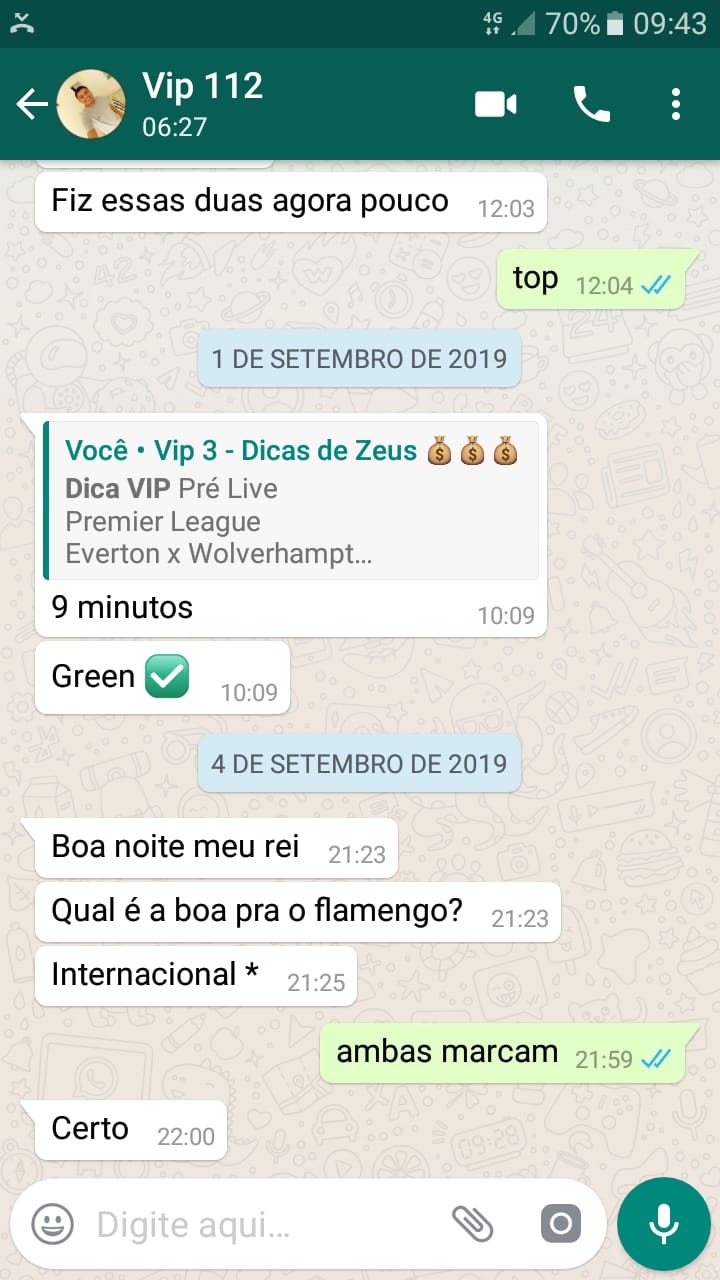 4G 70% 09:43
Vip 112
06:27
Fiz essas duas agora pouco 12:03
top 12:04
1 DE SETEMBRO DE 2019
Você • Vip 3 - Dicas de Zeus 💰💰💰
Dica VIP Pré Live
Premier League
Everton x Wolverhampt...
9 minutos 10:09
Green ✅ 10:09
4 DE SETEMBRO DE 2019
Boa noite meu rei 21:23
Qual é a boa pra o flamengo? 21:23
Internacional * 21:25
ambas marcam 21:59
Certo 22:00
Digite aqui...